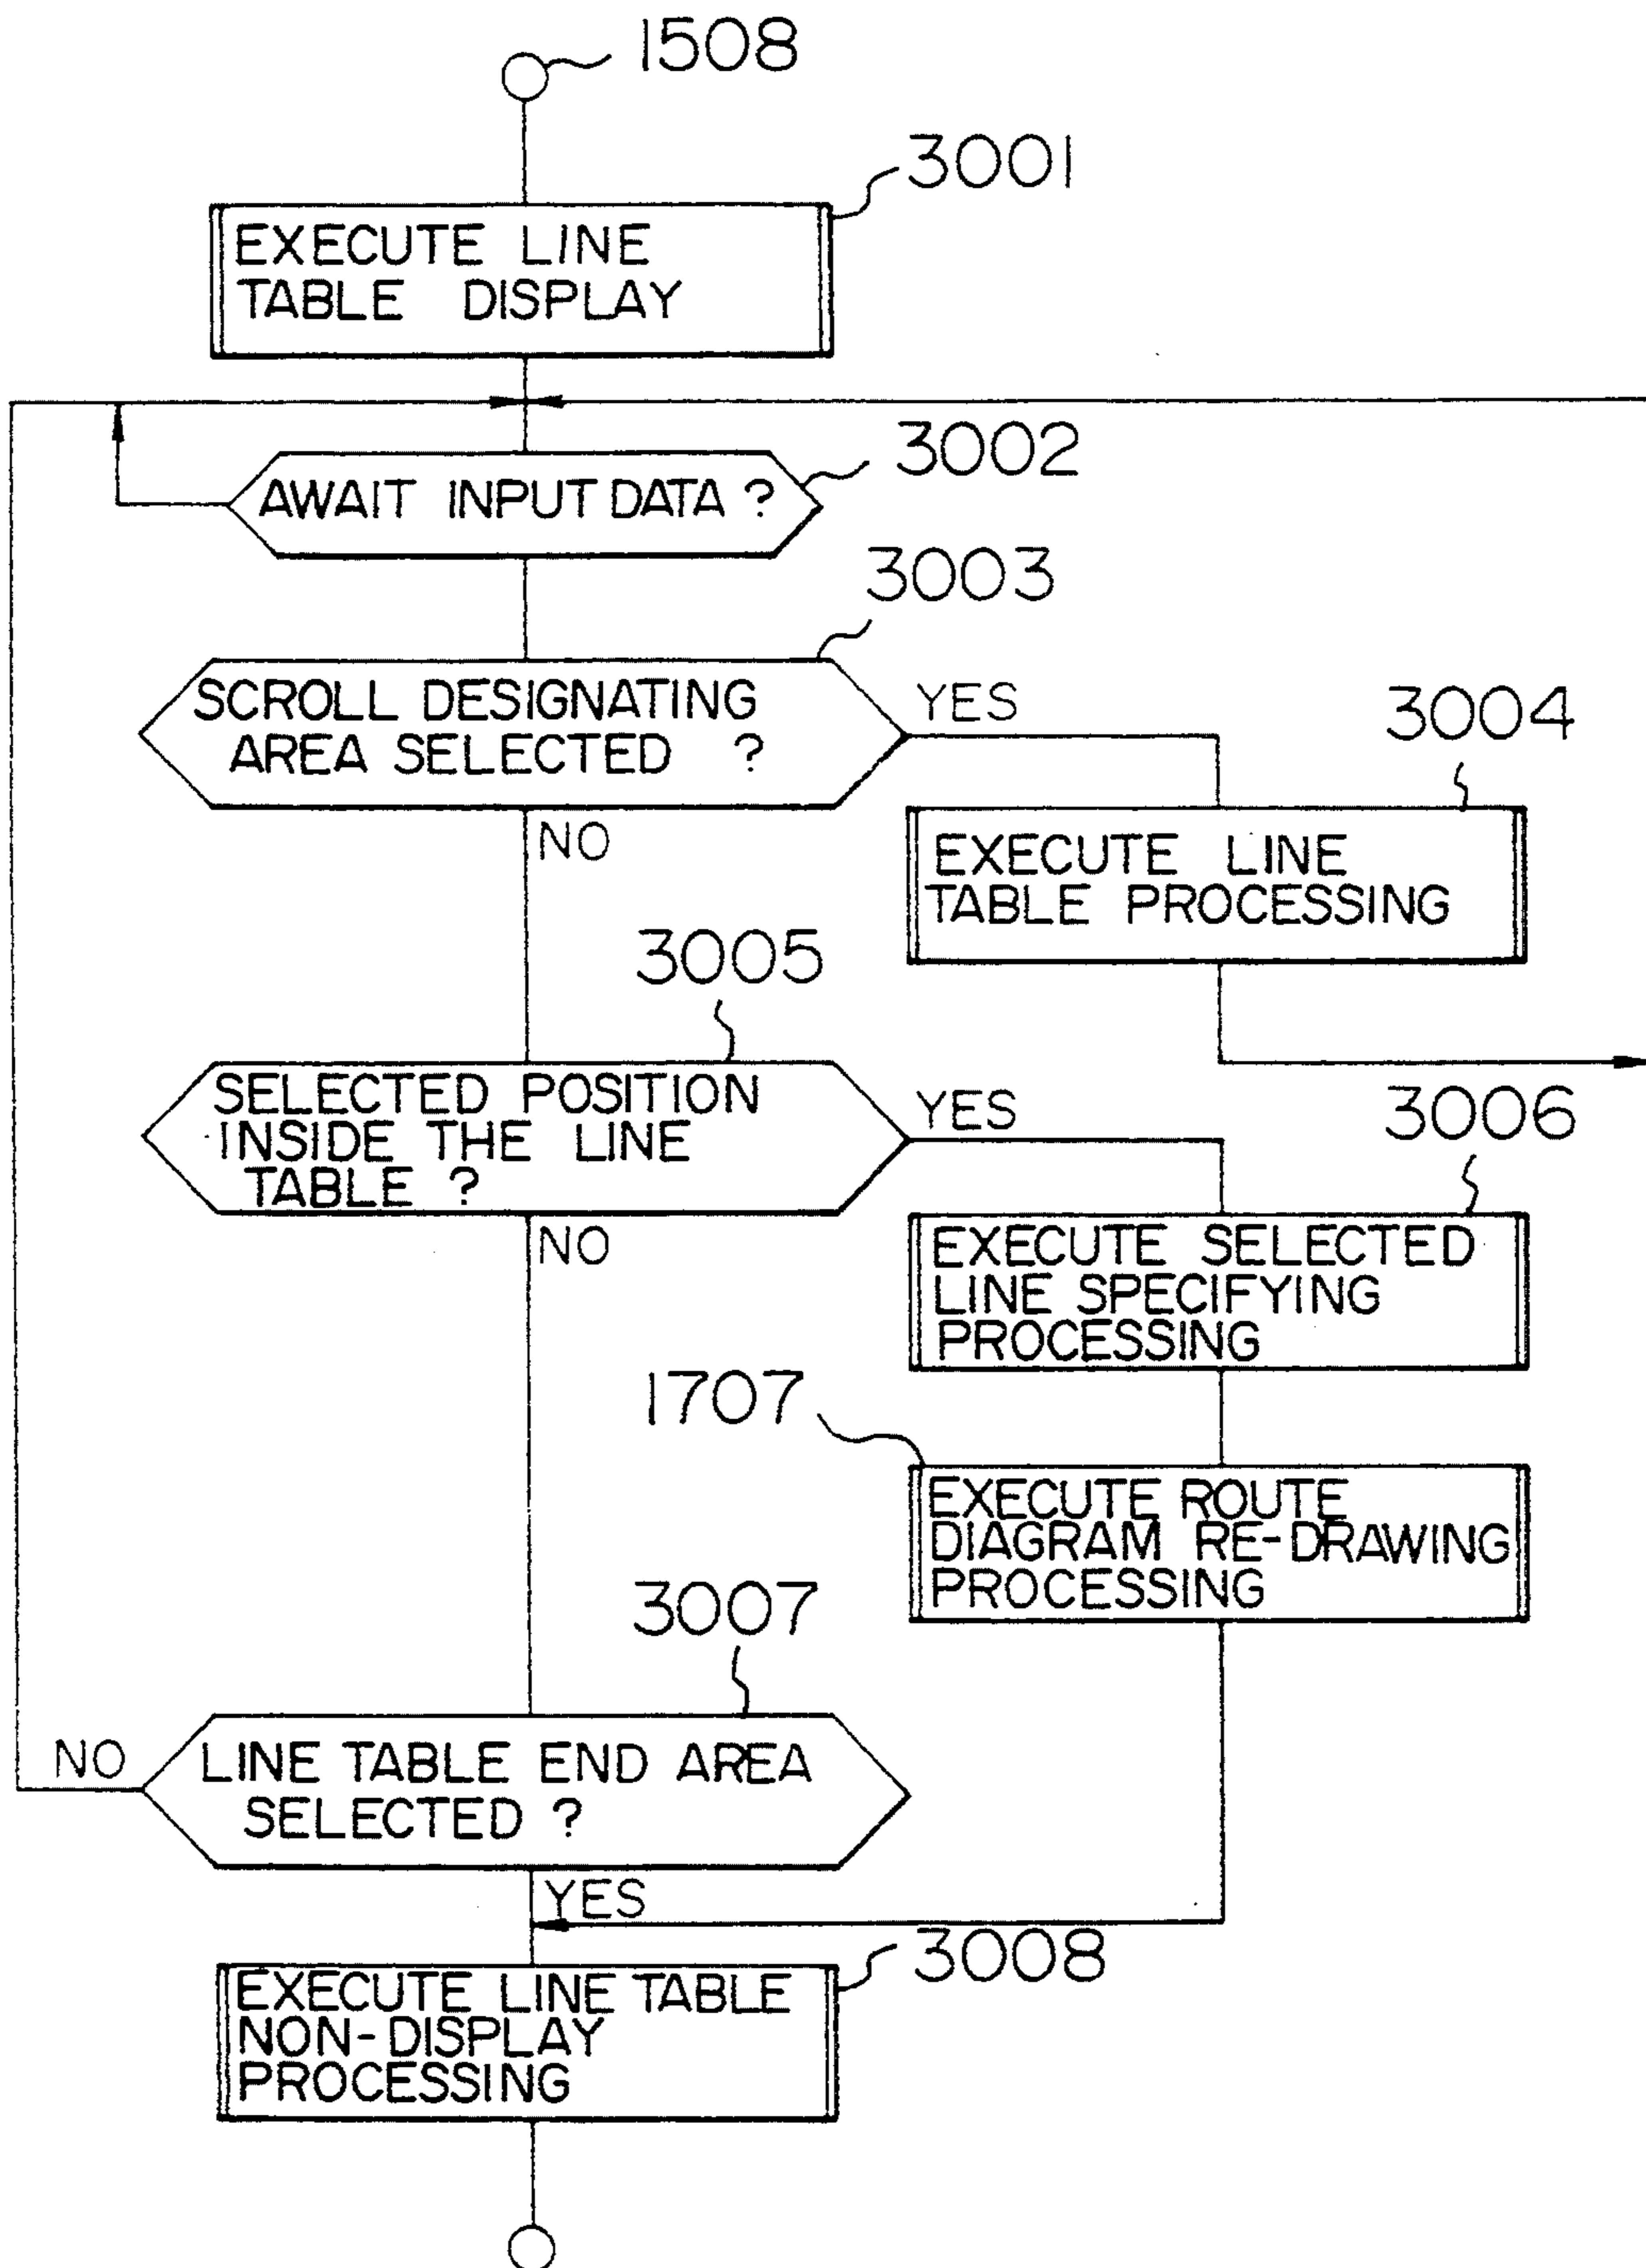 1508
3001
EXECUTE LINE
TABLE DISPLAY
3002
AWAIT INPUT DATA ?
3003
SCROLL DESIGNATING
AREA SELECTED ?
YES
NO
3004
EXECUTE LINE
TABLE PROCESSING
3005
SELECTED POSITION
INSIDE THE LINE
TABLE ?
YES
NO
3006
EXECUTE SELECTED
LINE SPECIFYING
PROCESSING
1707
EXECUTE ROUTE
DIAGRAM RE-DRAWING
PROCESSING
3007
NO
LINE TABLE END AREA
SELECTED ?
YES
3008
EXECUTE LINE TABLE
NON-DISPLAY
PROCESSING